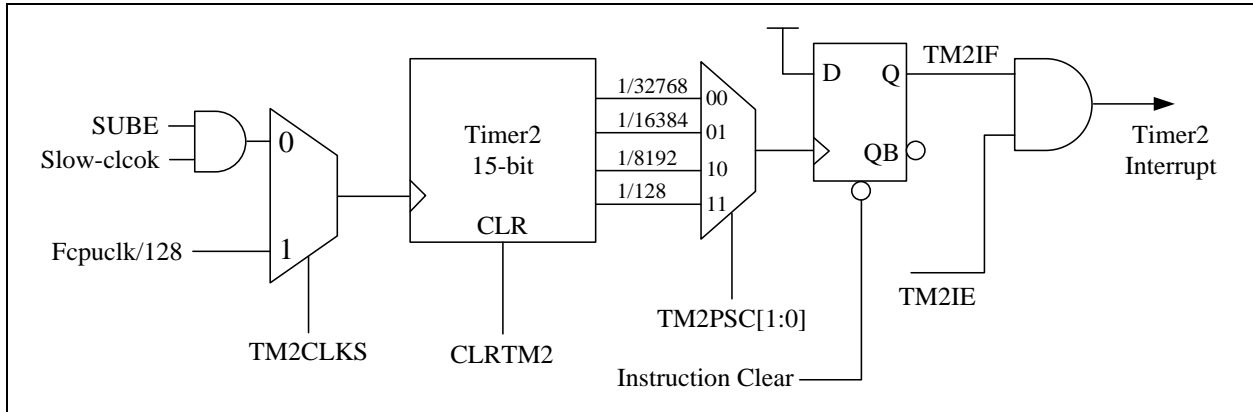 SUBE
Slow-clcok
0
Fcpuclk/128
1
TM2CLKS
Timer2
15-bit
CLR
CLRTM2
1/32768
1/16384
1/8192
1/128
00
01
10
11
TM2PSC[1:0]
D
Q
QB
Instruction Clear
TM2IF
TM2IE
Timer2
Interrupt